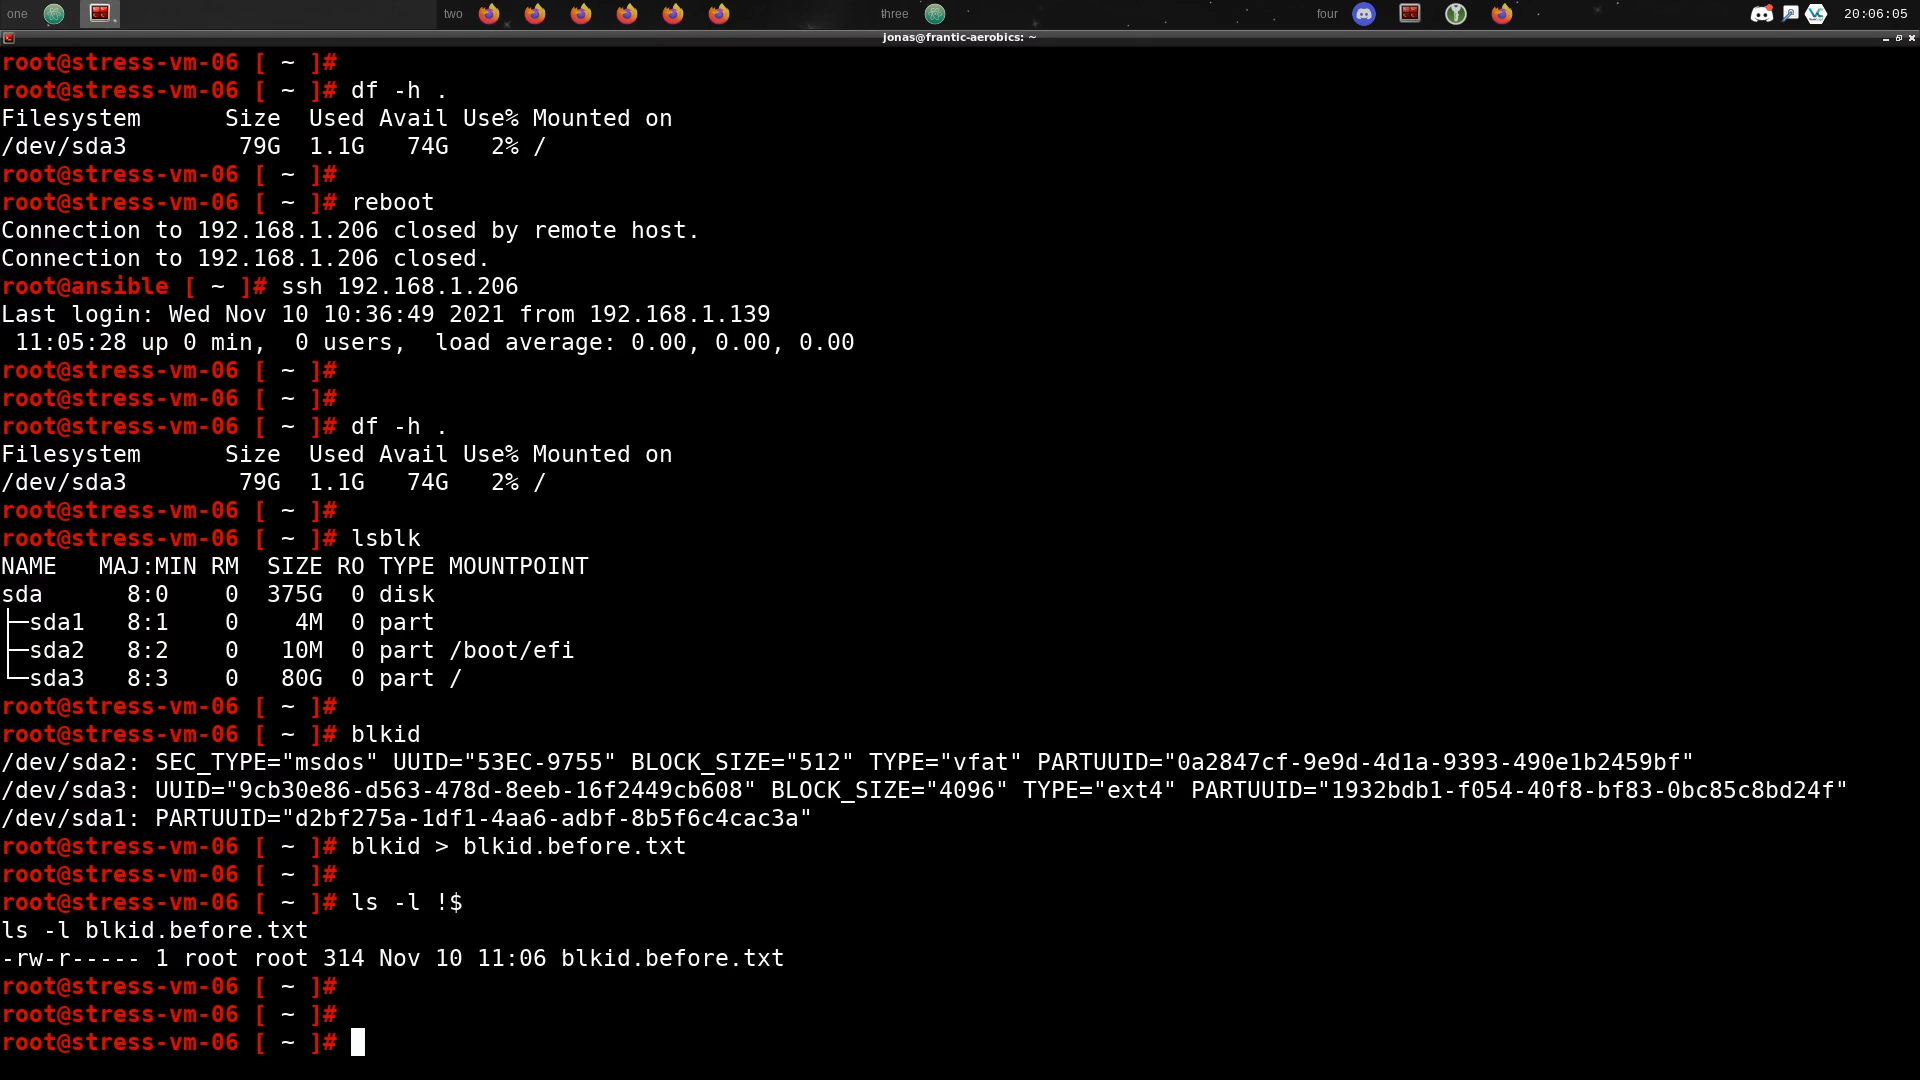 one two three four 20:06:05
jonas@frantic-aerobics: ~
root@stress-vm-06 [ ~ ]#
root@stress-vm-06 [ ~ ]# df -h .
Filesystem      Size  Used Avail Use% Mounted on
/dev/sda3        79G  1.1G   74G   2% /
root@stress-vm-06 [ ~ ]#
root@stress-vm-06 [ ~ ]# reboot
Connection to 192.168.1.206 closed by remote host.
Connection to 192.168.1.206 closed.
root@ansible [ ~ ]# ssh 192.168.1.206
Last login: Wed Nov 10 10:36:49 2021 from 192.168.1.139
 11:05:28 up 0 min,  0 users,  load average: 0.00, 0.00, 0.00
root@stress-vm-06 [ ~ ]#
root@stress-vm-06 [ ~ ]#
root@stress-vm-06 [ ~ ]# df -h .
Filesystem      Size  Used Avail Use% Mounted on
/dev/sda3        79G  1.1G   74G   2% /
root@stress-vm-06 [ ~ ]#
root@stress-vm-06 [ ~ ]# lsblk
NAME   MAJ:MIN RM   SIZE RO TYPE MOUNTPOINT
sda      8:0    0   375G  0 disk
├─sda1   8:1    0     4M  0 part
├─sda2   8:2    0    10M  0 part /boot/efi
└─sda3   8:3    0    80G  0 part /
root@stress-vm-06 [ ~ ]#
root@stress-vm-06 [ ~ ]# blkid
/dev/sda2: SEC_TYPE="msdos" UUID="53EC-9755" BLOCK_SIZE="512" TYPE="vfat" PARTUUID="0a2847cf-9e9d-4d1a-9393-490e1b2459bf"
/dev/sda3: UUID="9cb30e86-d563-478d-8eeb-16f2449cb608" BLOCK_SIZE="4096" TYPE="ext4" PARTUUID="1932bdb1-f054-40f8-bf83-0bc85c8bd24f"
/dev/sda1: PARTUUID="d2bf275a-1df1-4aa6-adbf-8b5f6c4cac3a"
root@stress-vm-06 [ ~ ]# blkid > blkid.before.txt
root@stress-vm-06 [ ~ ]#
root@stress-vm-06 [ ~ ]# ls -l !$
ls -l blkid.before.txt
-rw-r----- 1 root root 314 Nov 10 11:06 blkid.before.txt
root@stress-vm-06 [ ~ ]#
root@stress-vm-06 [ ~ ]#
root@stress-vm-06 [ ~ ]#